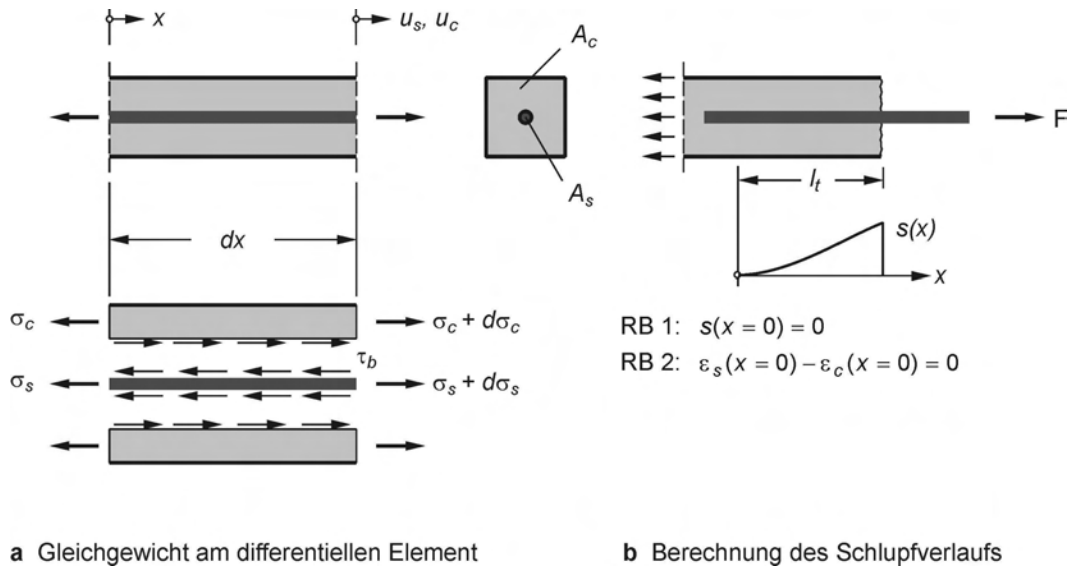 x
u_s, u_c
A_c
A_s
F
l_t
s(x)
x
dx
σ_c
σ_c + dσ_c
τ_b
σ_s
σ_s + dσ_s
RB 1: s(x = 0) = 0
RB 2: ε_s(x = 0) − ε_c(x = 0) = 0
a Gleichgewicht am differentiellen Element
b Berechnung des Schlupfverlaufs